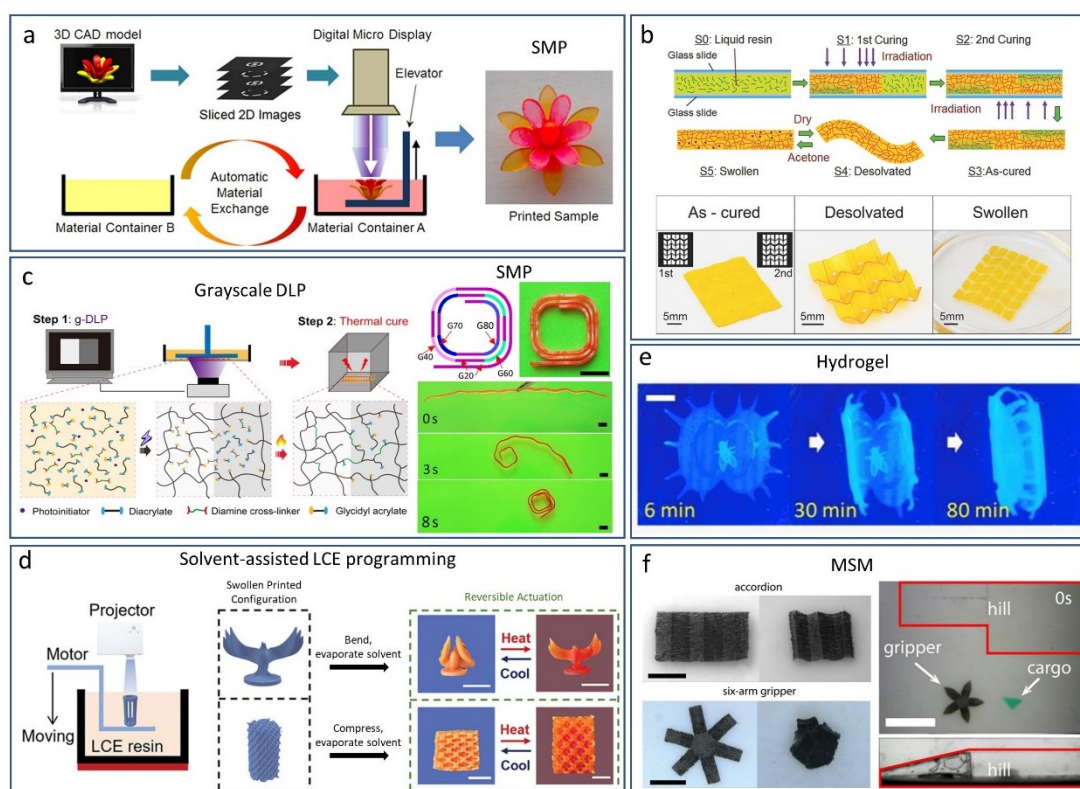 a
3D CAD model
Sliced 2D Images
Digital Micro Display
Elevator
SMP
Automatic
Material
Exchange
Material Container B
Material Container A
Printed Sample
b
S0: Liquid resin
S1: 1st Curing
S2: 2nd Curing
Glass slide
Irradiation
Glass slide
Irradiation
Dry
Acetone
S5: Swollen
S4: Desolvated
S3:As-cured
As - cured
Desolvated
Swollen
1st
2nd
5mm
5mm
5mm
c
Grayscale DLP
SMP
Step 1: g-DLP
Step 2: Thermal cure
G70
G80
G40
G20
G60
0 s
3 s
8 s
Photoinitiator
Diacrylate
Diamine cross-linker
Glycidyl acrylate
d
Solvent-assisted LCE programming
Projector
Motor
Moving
LCE resin
Swollen Printed
Configuration
Bend,
evaporate solvent
Compress,
evaporate solvent
Reversible Actuation
Heat
Cool
Heat
Cool
e
Hydrogel
6 min
30 min
80 min
f
MSM
accordion
six-arm gripper
hill
0s
gripper
cargo
hill